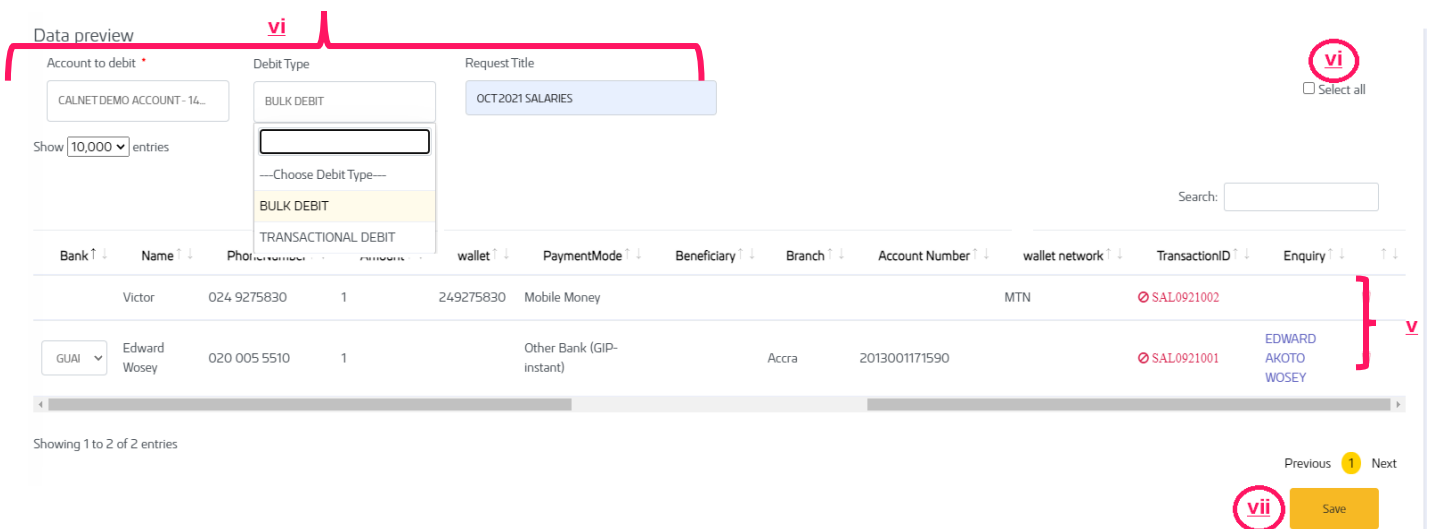 vi
Data preview
vi
Account to debit *
Debit Type
Request Title
Select all
CALNET DEMO ACCOUNT - 14...
BULK DEBIT
OCT 2021 SALARIES
Show 10,000 entries
---Choose Debit Type---
BULK DEBIT
TRANSACTIONAL DEBIT
Search:
Bank Name PhoneNumber Amount wallet PaymentMode Beneficiary Branch Account Number wallet network TransactionID Enquiry
Victor 024 9275830 1 249275830 Mobile Money MTN SAL0921002
v
GUAI Edward Wosey 020 005 5510 1 Other Bank (GIP-instant) Accra 2013001171590 SAL0921001 EDWARD AKOTO WOSEY
Showing 1 to 2 of 2 entries
Previous 1 Next
vii Save